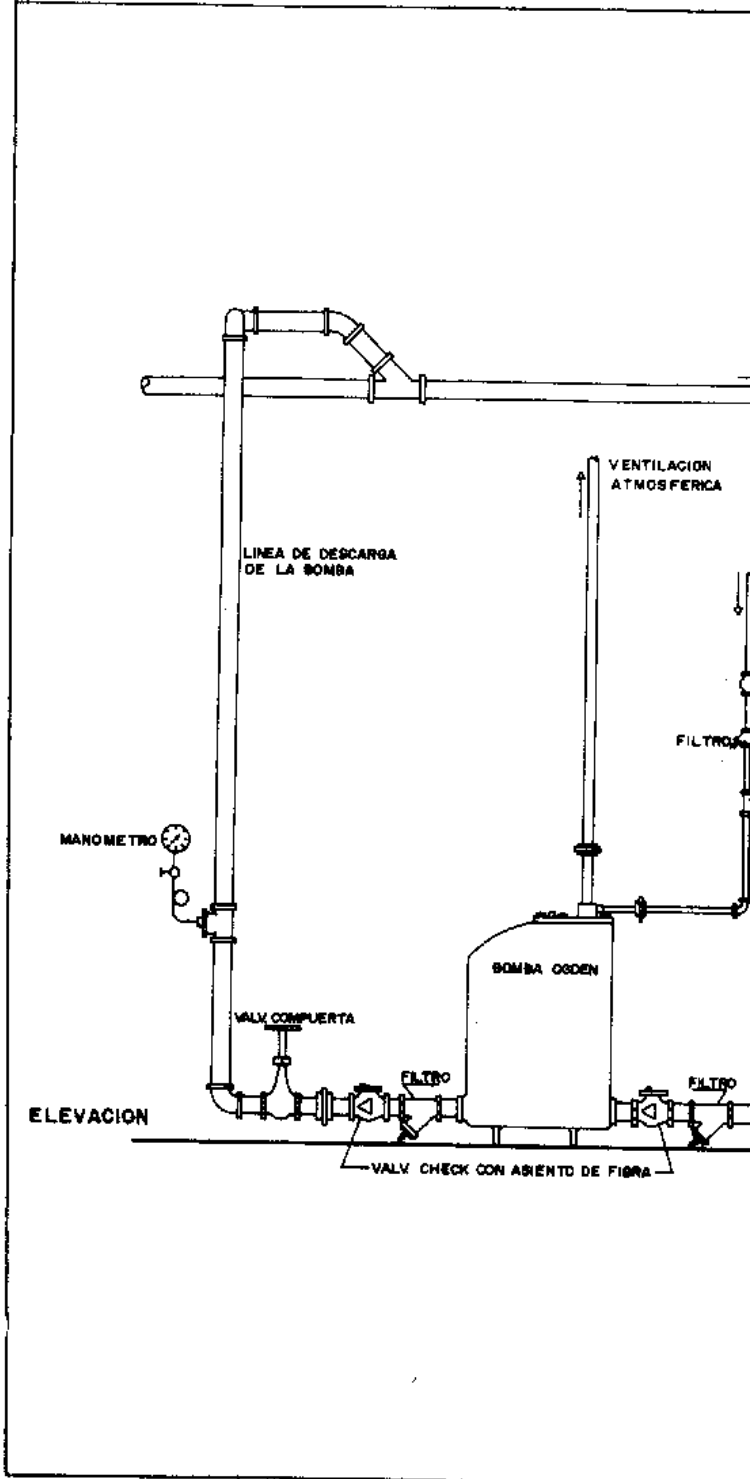 VENTILACION
ATMOSFERICA
LINEA DE DESCARGA
DE LA BOMBA
FILTROS
MANOMETRO
BOMBA OGDEN
VALV. COMPUERTA
FILTRO
FILTRO
ELEVACION
VALV. CHECK CON ASIENTO DE FIBRA